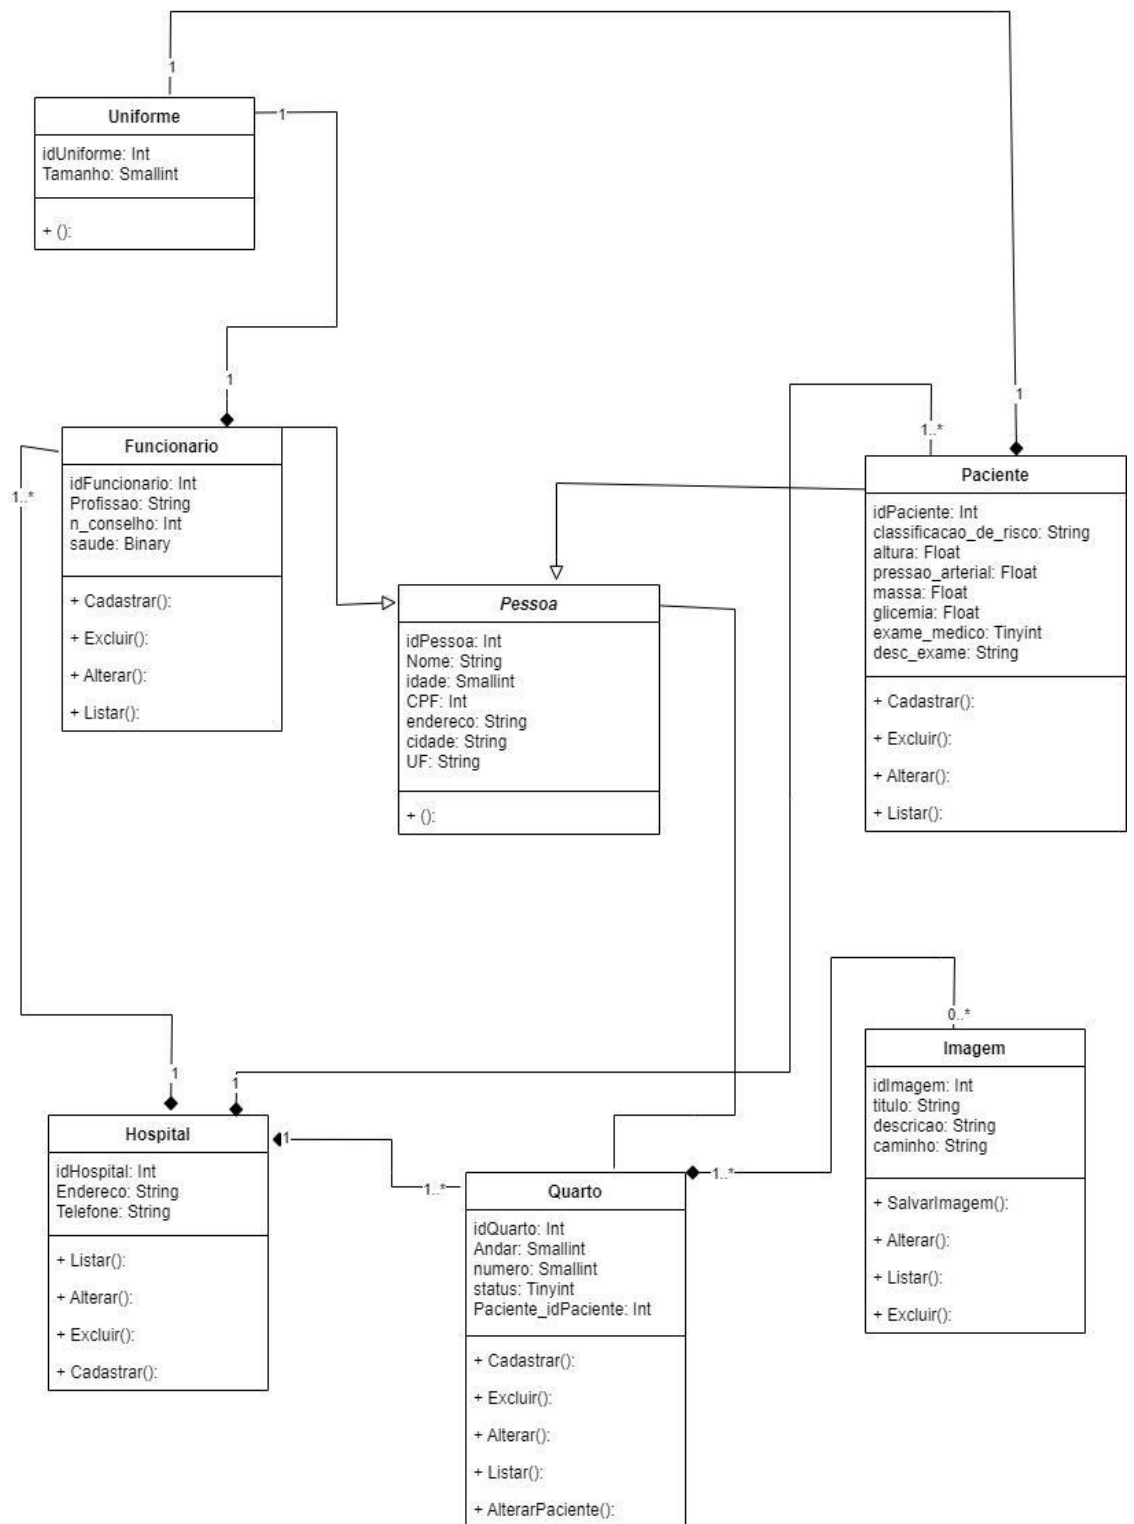 1
1
Uniforme
idUniforme: Int
Tamanho: Smallint
+ ():
1
1
1..*
1..*
Funcionario
idFuncionario: Int
Profissao: String
n_conselho: Int
saude: Binary
+ Cadastrar():
+ Excluir():
+ Alterar():
+ Listar():
Paciente
idPaciente: Int
classificacao_de_risco: String
altura: Float
pressao_arterial: Float
massa: Float
glicemia: Float
exame_medico: Tinyint
desc_exame: String
+ Cadastrar():
+ Excluir():
+ Alterar():
+ Listar():
Pessoa
idPessoa: Int
Nome: String
idade: Smallint
CPF: Int
endereco: String
cidade: String
UF: String
+ ():
0..*
Imagem
idImagem: Int
titulo: String
descricao: String
caminho: String
+ SalvarImagem():
+ Alterar():
+ Listar():
+ Excluir():
1
1
Hospital
idHospital: Int
Endereco: String
Telefone: String
+ Listar():
+ Alterar():
+ Excluir():
+ Cadastrar():
1
1..*
1..*
Quarto
idQuarto: Int
Andar: Smallint
numero: Smallint
status: Tinyint
Paciente_idPaciente: Int
+ Cadastrar():
+ Excluir():
+ Alterar():
+ Listar():
+ AlterarPaciente():